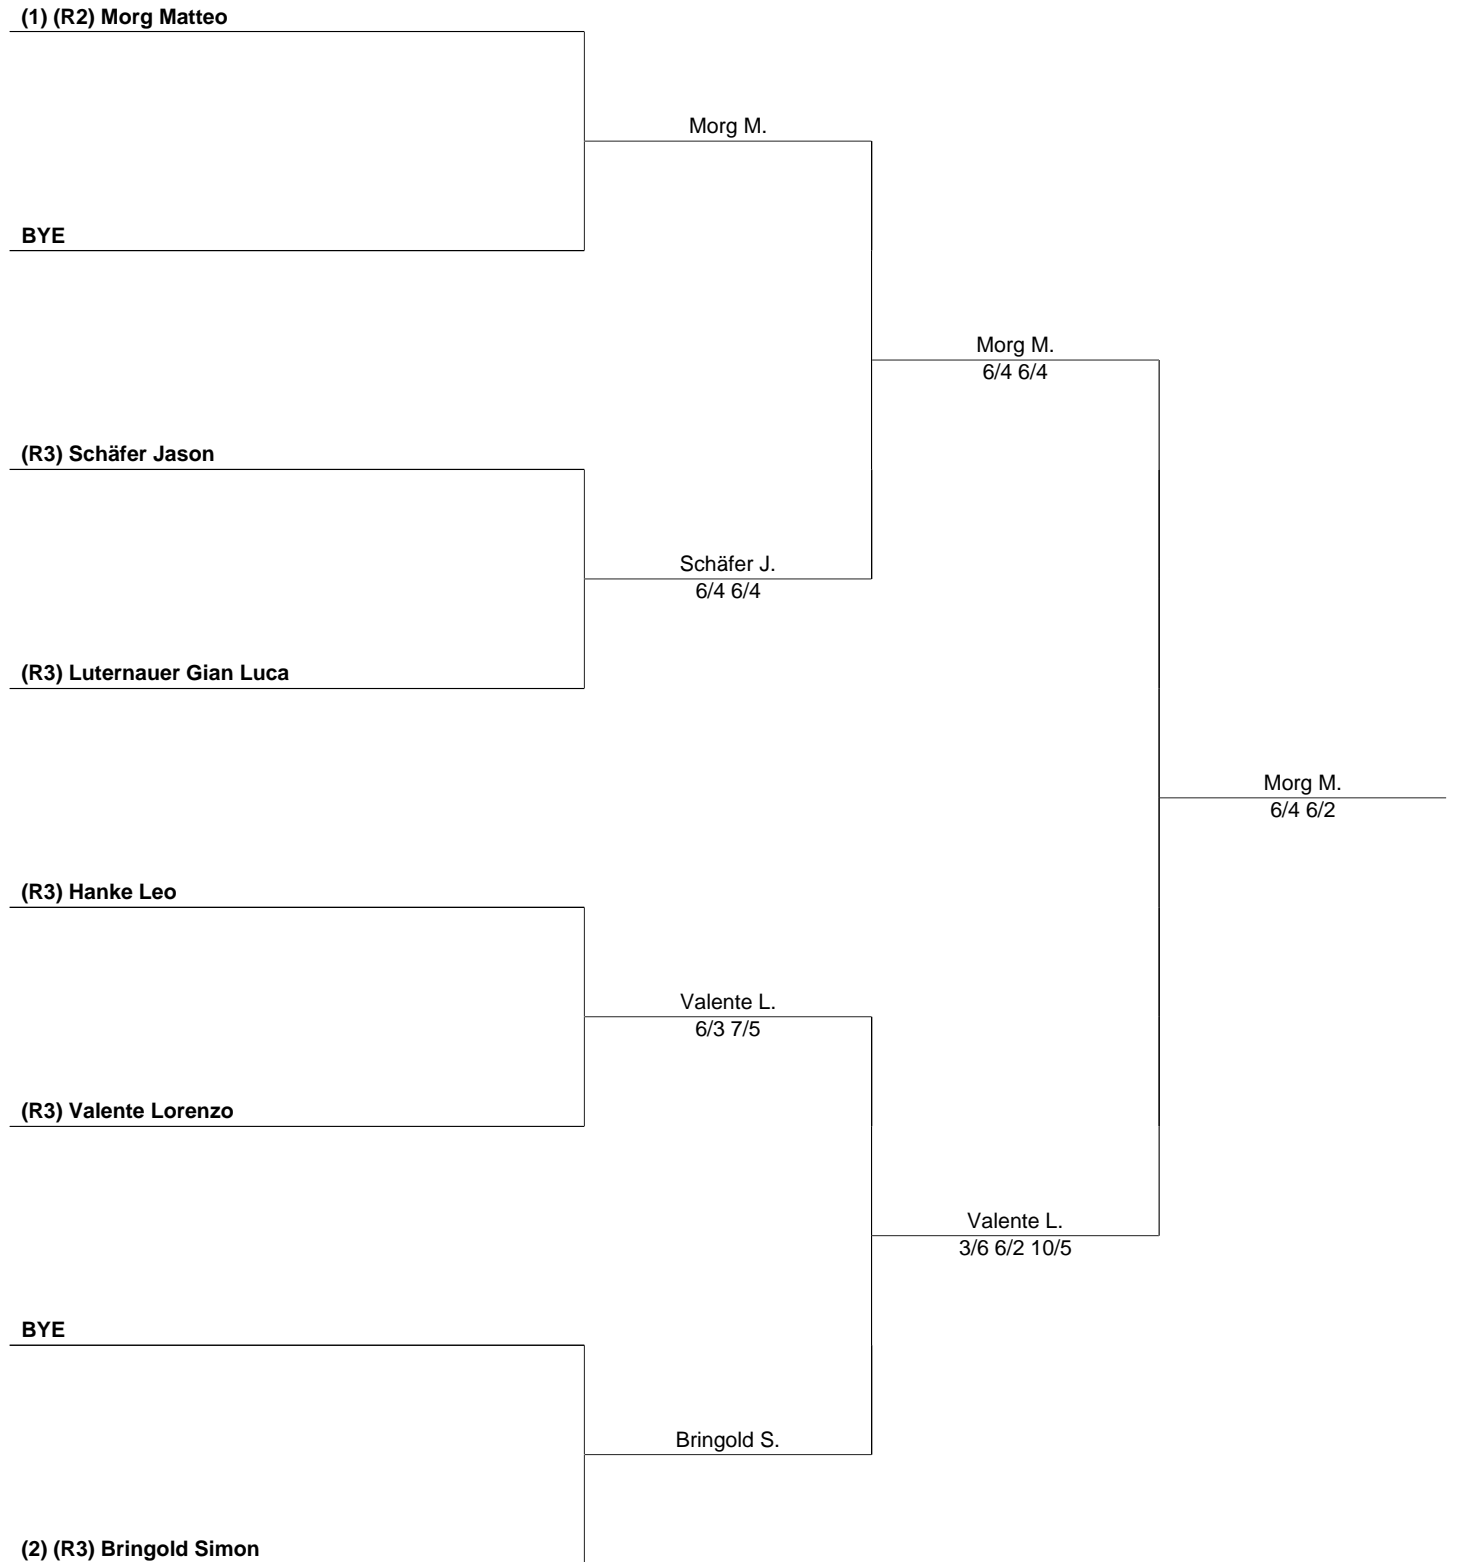 (1) (R2) Morg Matteo
Morg M.
BYE
Morg M.
6/4 6/4
(R3) Schäfer Jason
Schäfer J.
6/4 6/4
(R3) Luternauer Gian Luca
Morg M.
6/4 6/2
(R3) Hanke Leo
Valente L.
6/3 7/5
(R3) Valente Lorenzo
Valente L.
3/6 6/2 10/5
BYE
Bringold S.
(2) (R3) Bringold Simon